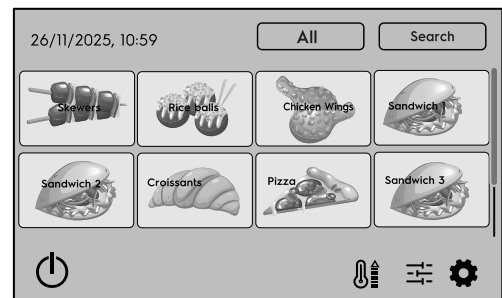 26/11/2025, 10:59
All
Search
Skewers
Rice balls
Chicken Wings
Sandwich 1
Sandwich 2
Croissants
Pizza
Sandwich 3